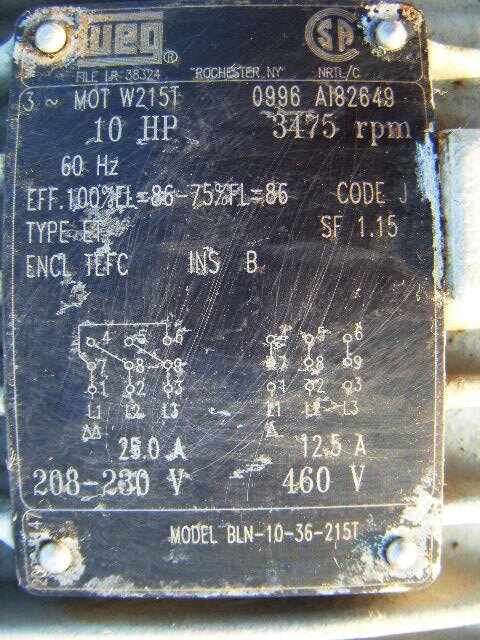 weg ®
FILE LR-38324 ROCHESTER NY NRTL/C
3 ~ MOT W215T 0996 AI82649
10 HP 3475 rpm
60 Hz
EFF.100%FL=86-75%FL=86 CODE J
TYPE ET SF 1.15
ENCL TEFC INS B
4 5 6 4 5 6
7 8 9 7 8 9
1 2 3 1 2 3
L1 L2 L3 L1 L2 L3
ΔΔ Δ
25.0 A 12.5 A
208-230 V 460 V
MODEL BLN-10-36-215T